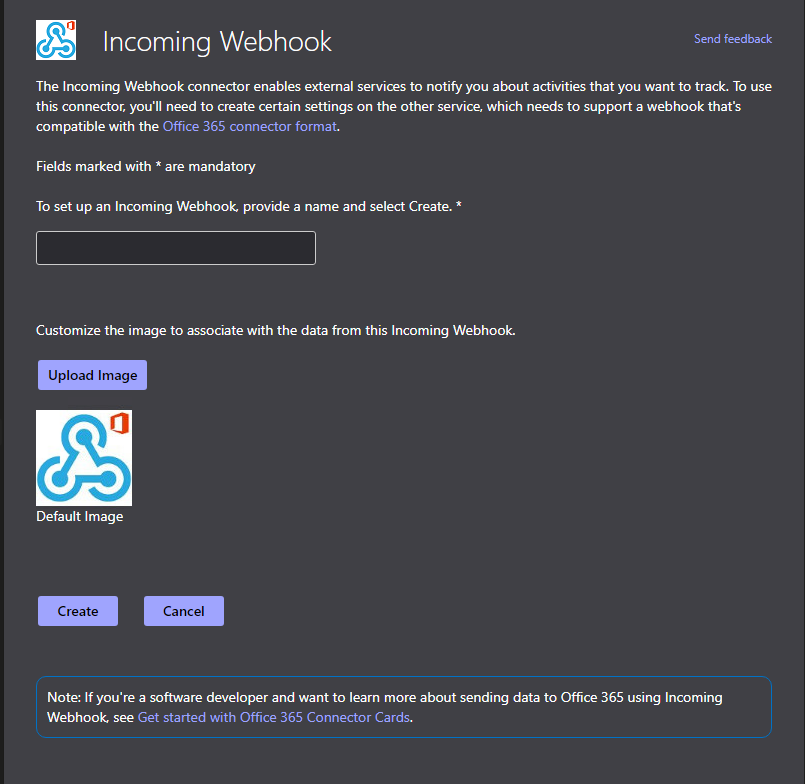 Incoming Webhook
Send feedback
The Incoming Webhook connector enables external services to notify you about activities that you want to track. To use
this connector, you'll need to create certain settings on the other service, which needs to support a webhook that's
compatible with the Office 365 connector format.
Fields marked with * are mandatory
To set up an Incoming Webhook, provide a name and select Create. *
Customize the image to associate with the data from this Incoming Webhook.
Upload Image
Default Image
Create
Cancel
Note: If you're a software developer and want to learn more about sending data to Office 365 using Incoming
Webhook, see Get started with Office 365 Connector Cards.